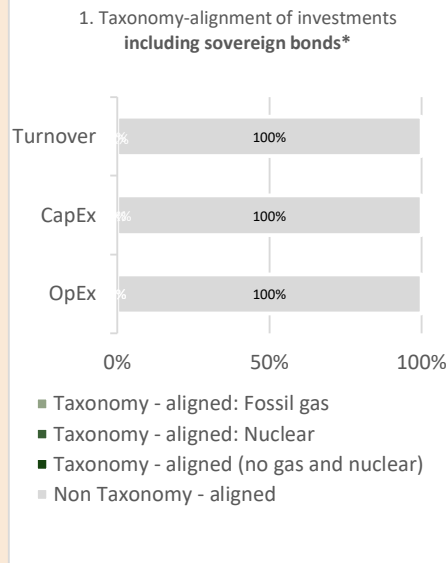 1. Taxonomy-alignment of investments
including sovereign bonds*
Turnover 100%
CapEx 100%
OpEx 100%
0% 50% 100%
Taxonomy - aligned: Fossil gas
Taxonomy - aligned: Nuclear
Taxonomy - aligned (no gas and nuclear)
Non Taxonomy - aligned